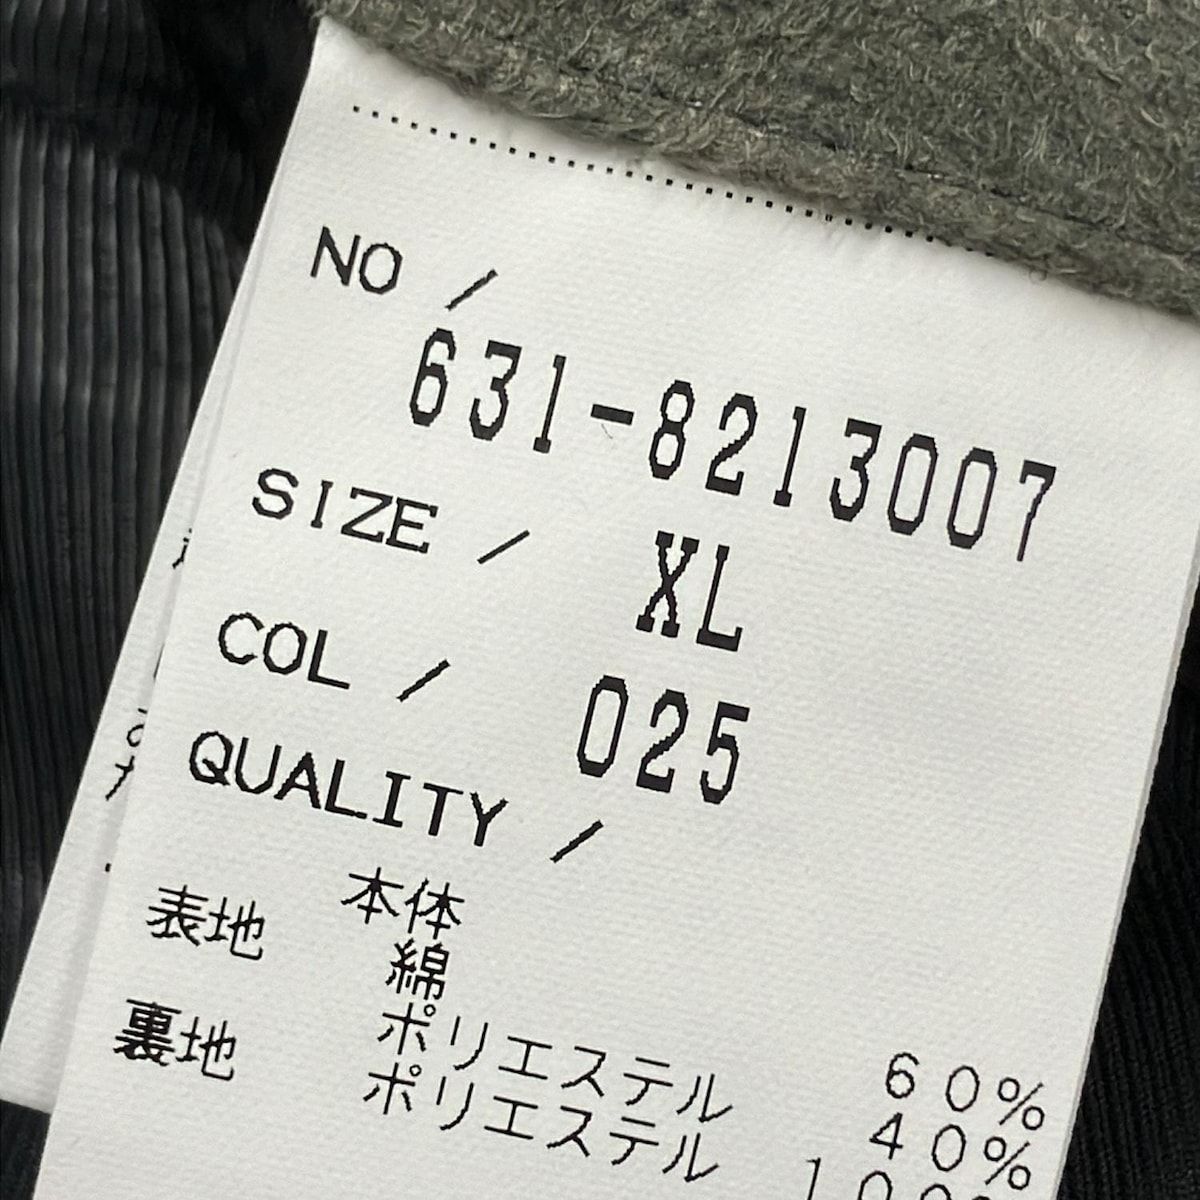 NO /
631-8213007
SIZE / XL
COL / 025
QUALITY /
本体
表地 綿 60%
ポリエステル 40%
裏地 ポリエステル 100